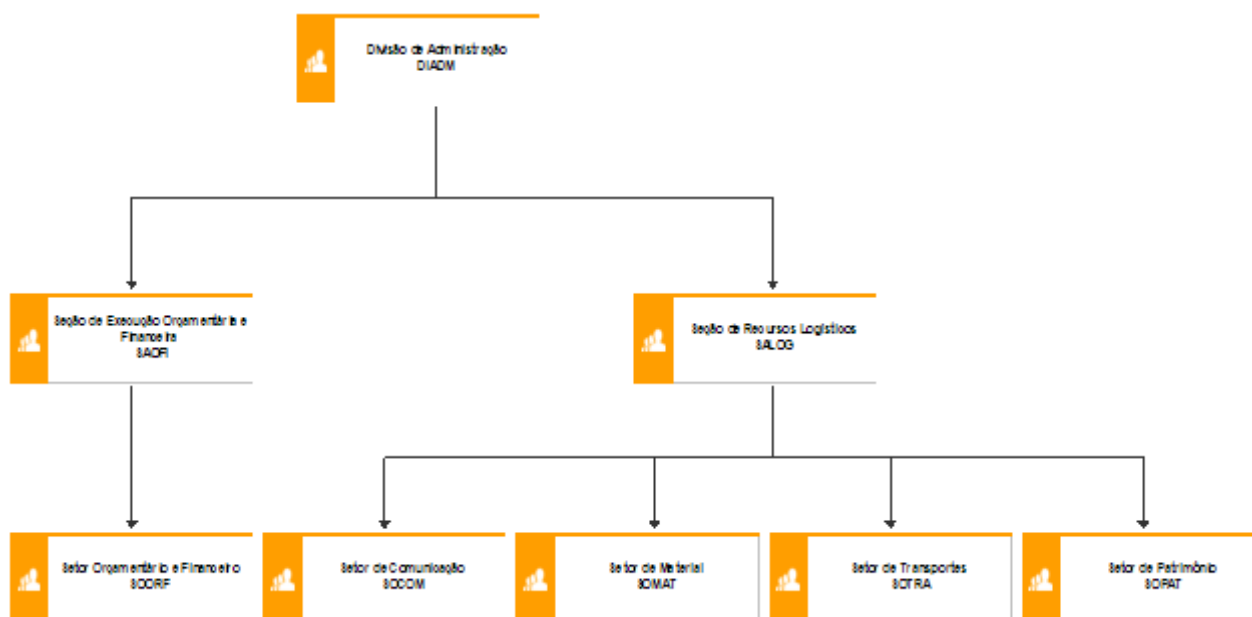 Divisão de Administração
DIADM
Seção de Execução Orçamentária e
Financeira
SAOFI
Seção de Recursos Logísticos
SALOG
Setor Orçamentário e Financeiro
SOORF
Setor de Comunicação
SOCOM
Setor de Material
SOMAT
Setor de Transportes
SOTRA
Setor de Patrimônio
SOPAT